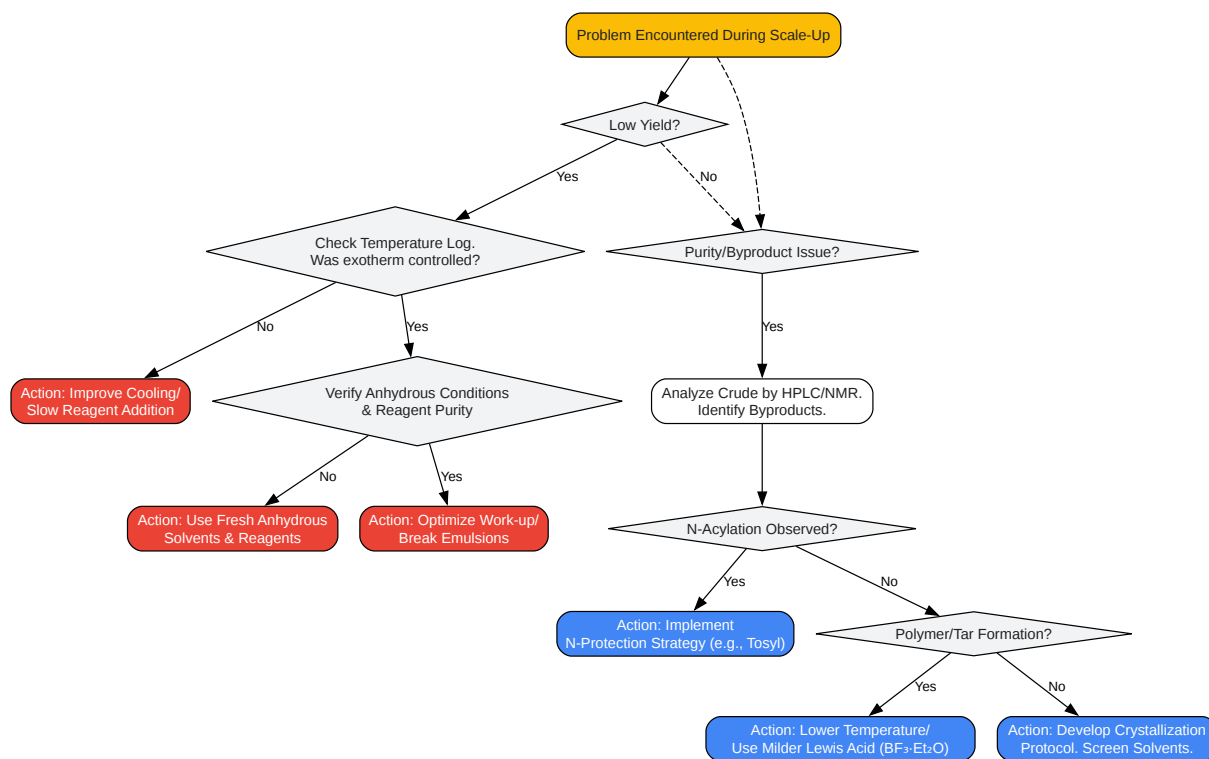 Problem Encountered During Scale-Up
Low Yield?
Yes
No
Check Temperature Log.
Was exotherm controlled?
Purity/Byproduct Issue?
No
Yes
Yes
Action: Improve Cooling/
Slow Reagent Addition
Verify Anhydrous Conditions
& Reagent Purity
Analyze Crude by HPLC/NMR.
Identify Byproducts.
No
Yes
Action: Use Fresh Anhydrous
Solvents & Reagents
Action: Optimize Work-up/
Break Emulsions
N-Acylation Observed?
Yes
No
Action: Implement
N-Protection Strategy (e.g., Tosyl)
Polymer/Tar Formation?
Yes
No
Action: Lower Temperature/
Use Milder Lewis Acid (BF₃·Et₂O)
Action: Develop Crystallization
Protocol. Screen Solvents.